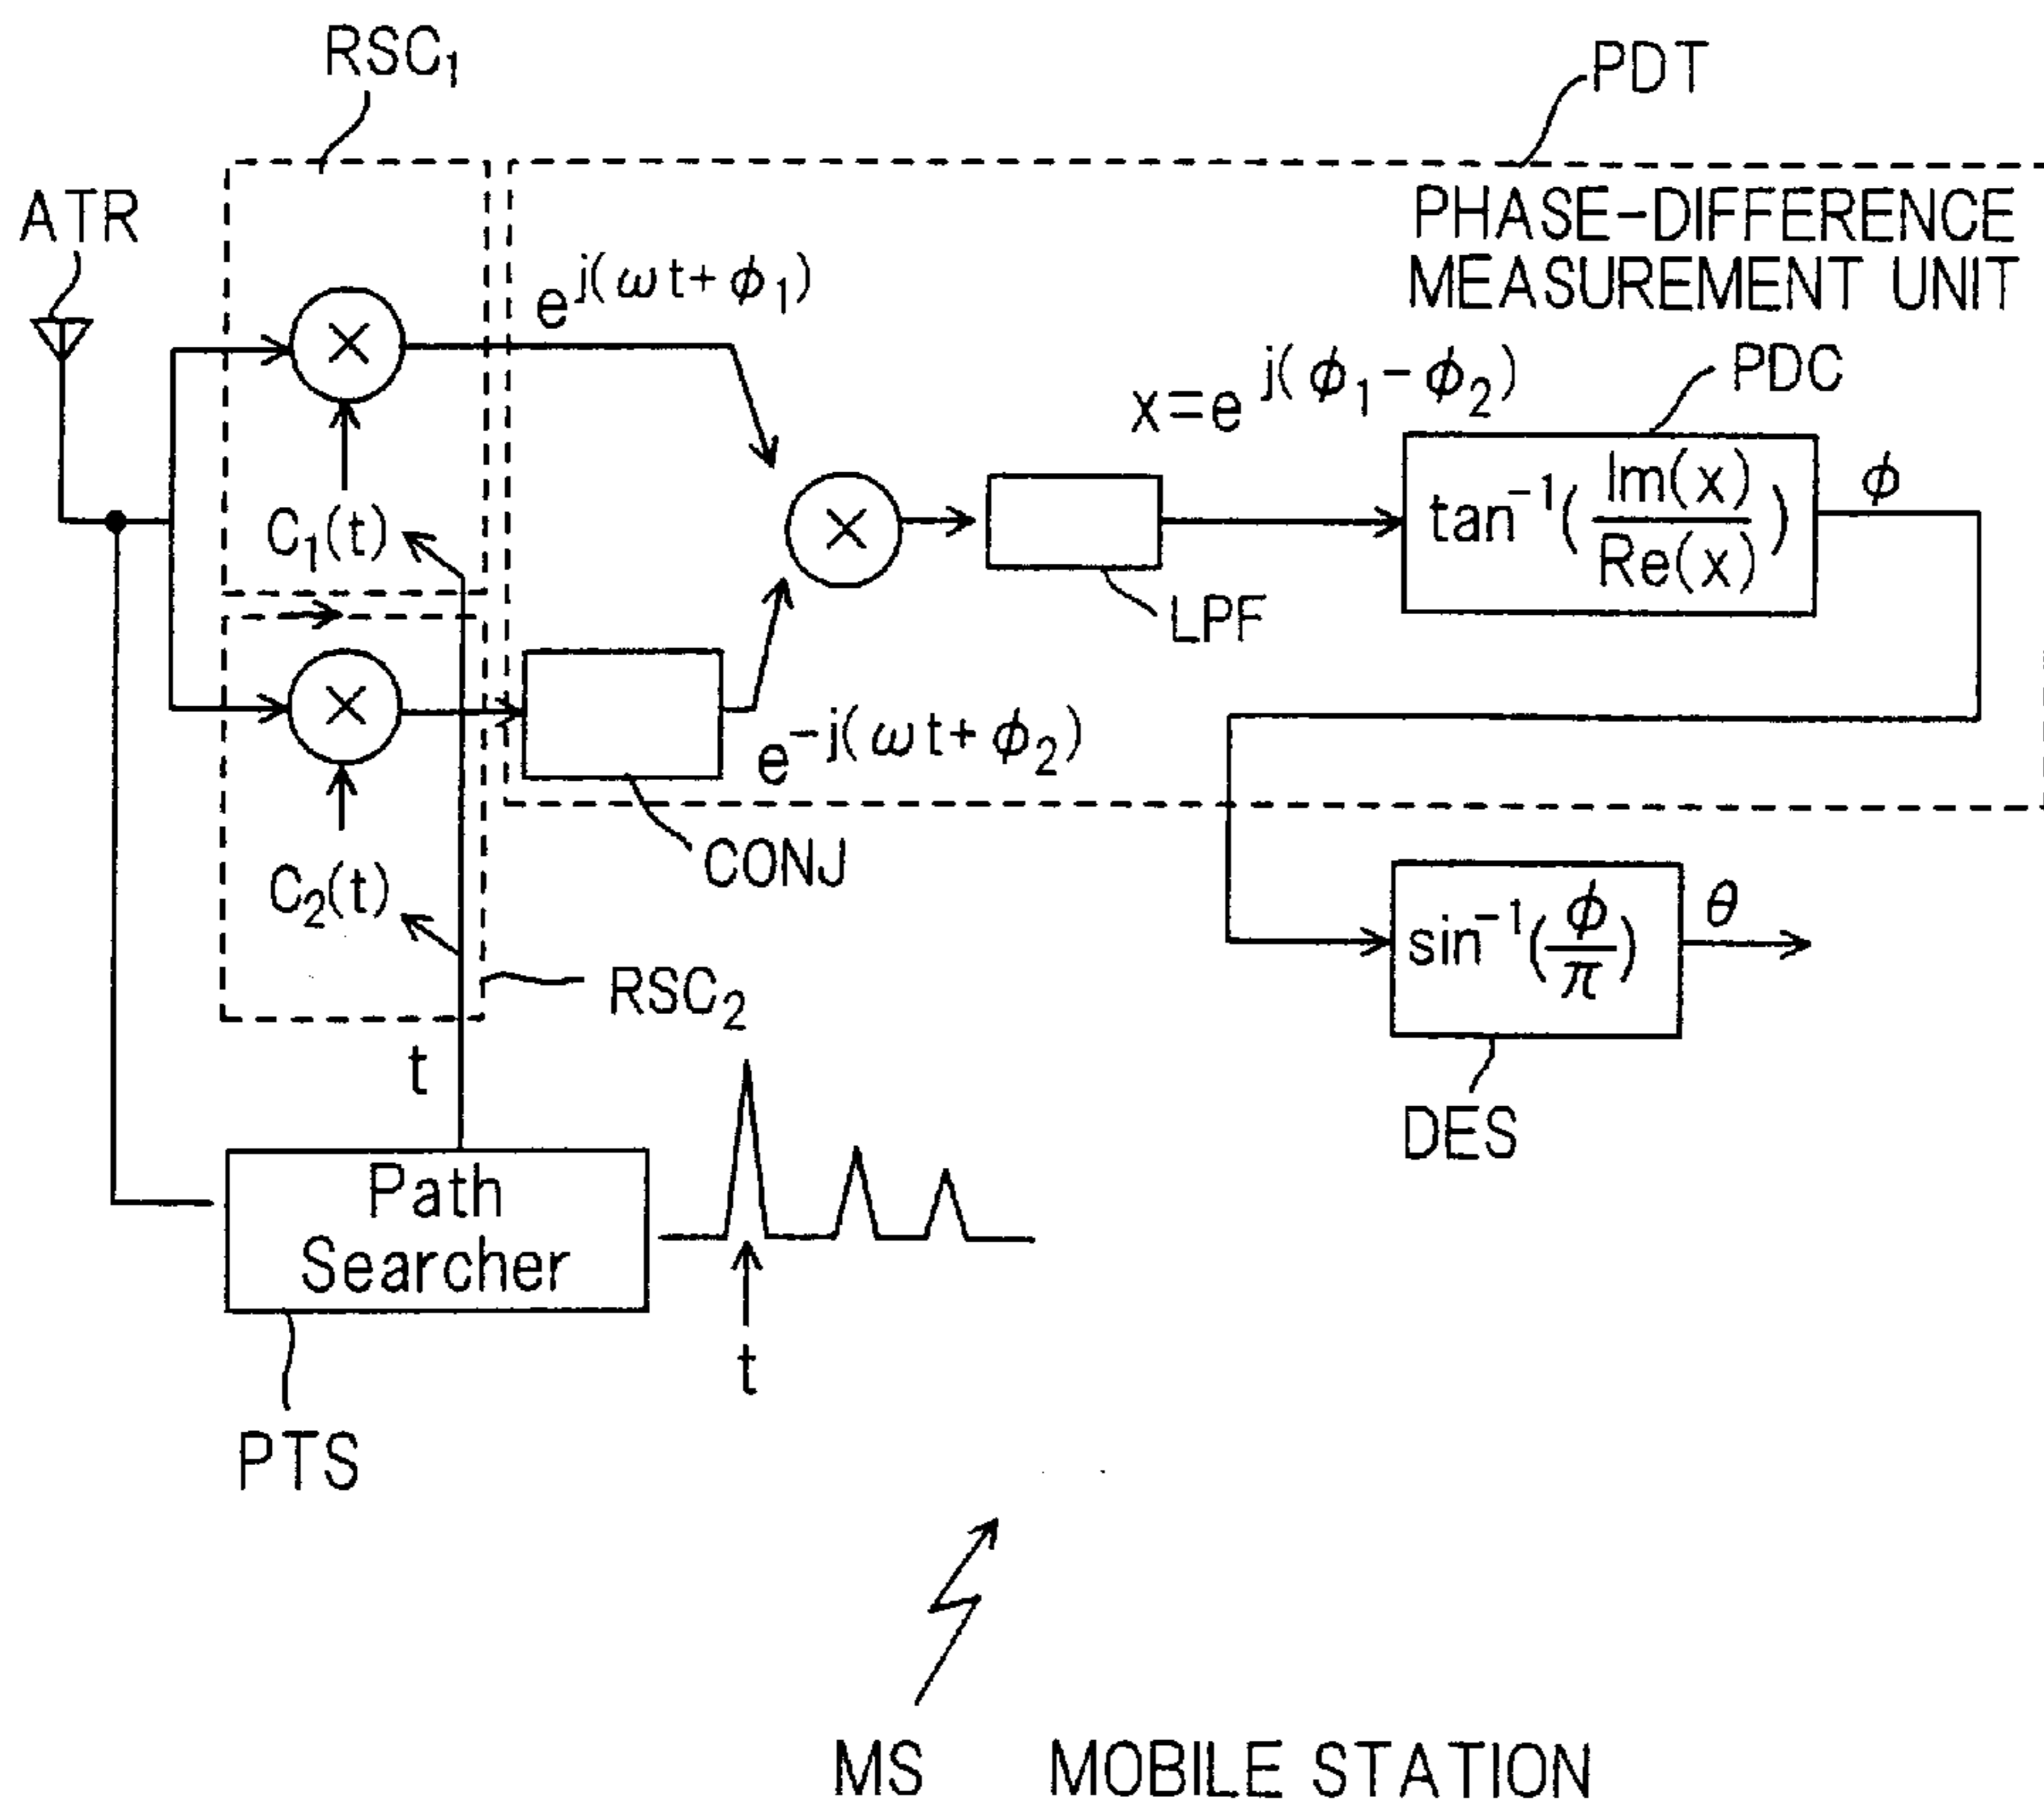 RSC₁
PDT
ATR
PHASE-DIFFERENCE
MEASUREMENT UNIT
e^{j(ωt+ϕ₁)}
x=e^{j(ϕ₁-ϕ₂)}
PDC
×
×
tan⁻¹(Im(x)/Re(x))
ϕ
C₁(t)
LPF
×
e^{-j(ωt+ϕ₂)}
CONJ
C₂(t)
sin⁻¹(ϕ/π)
θ
RSC₂
t
DES
Path
Searcher
t
PTS
MS MOBILE STATION